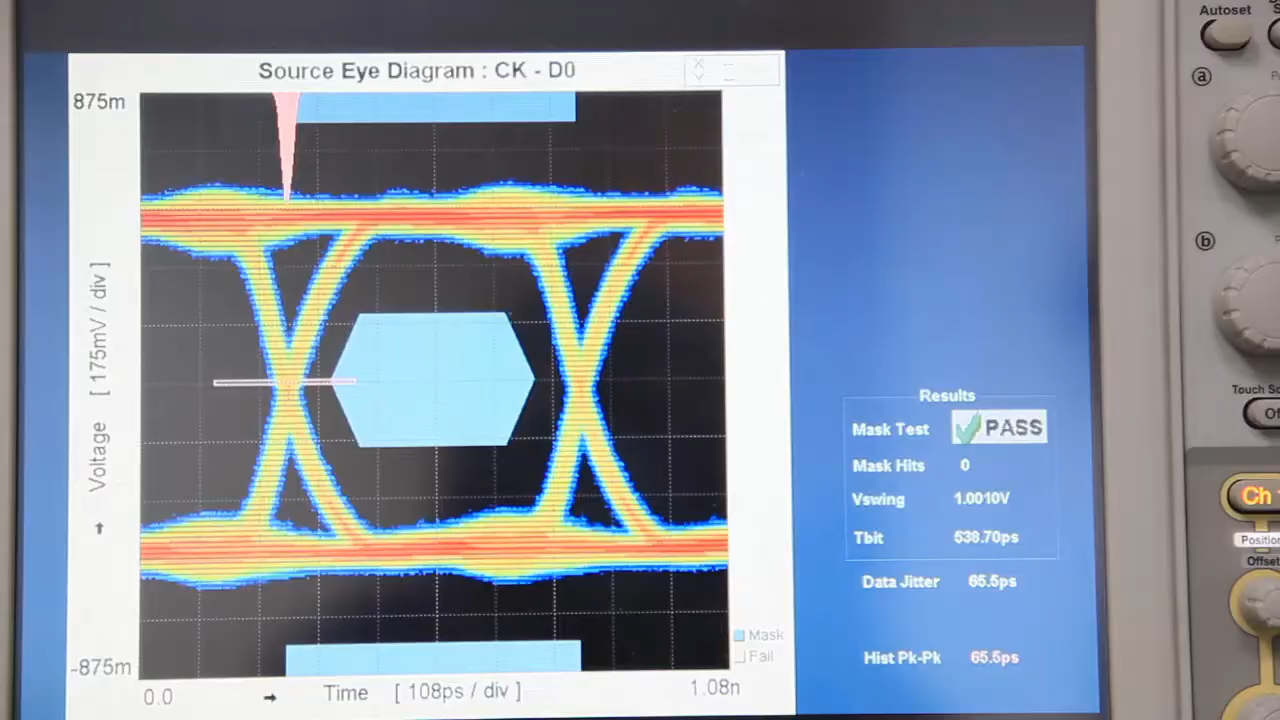 Source Eye Diagram : CK - D0
875m
Voltage [ 175mV / div ]
-875m
0.0
Time [ 108ps / div ]
1.08n
Mask
Fail
Results
Mask Test PASS
Mask Hits 0
Vswing 1.0010V
Tbit 538.70ps
Data Jitter 65.5ps
Hist Pk-Pk 65.5ps
Autoset
a
b
Touch
Ch
Position
Offset